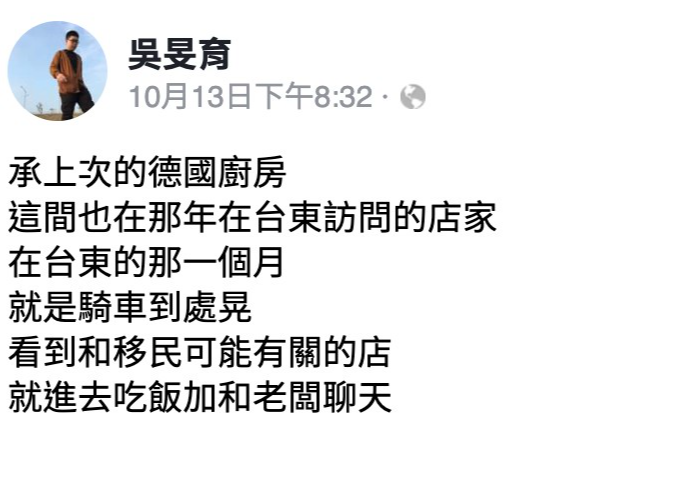 吳旻育
10月13日下午8:32 ·
承上次的德國廚房
這間也在那年在台東訪問的店家
在台東的那一個月
就是騎車到處晃
看到和移民可能有關的店
就進去吃飯加和老闆聊天